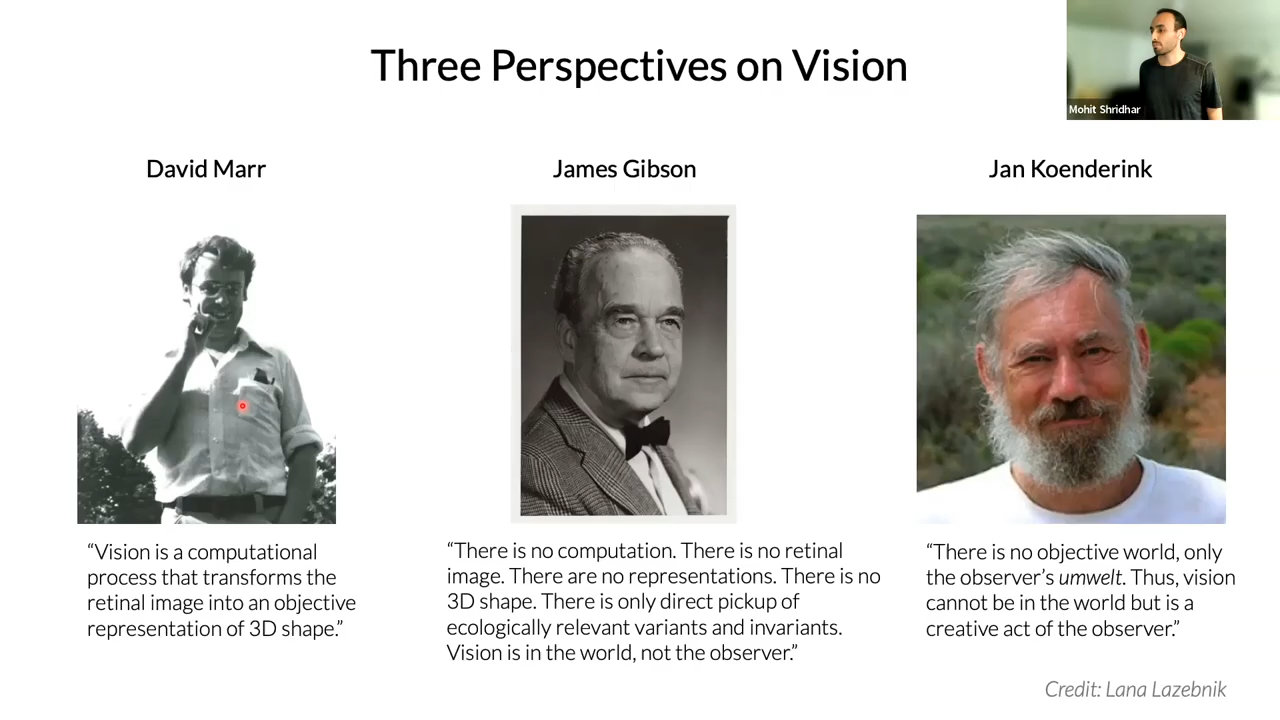 Three Perspectives on Vision
Mohit Shridhar
David Marr
James Gibson
Jan Koenderink
“Vision is a computational
process that transforms the
retinal image into an objective
representation of 3D shape.”
“There is no computation. There is no retinal
image. There are no representations. There is no
3D shape. There is only direct pickup of
ecologically relevant variants and invariants.
Vision is in the world, not the observer.”
“There is no objective world, only
the observer’s umwelt. Thus, vision
cannot be in the world but is a
creative act of the observer.”
Credit: Lana Lazebnik